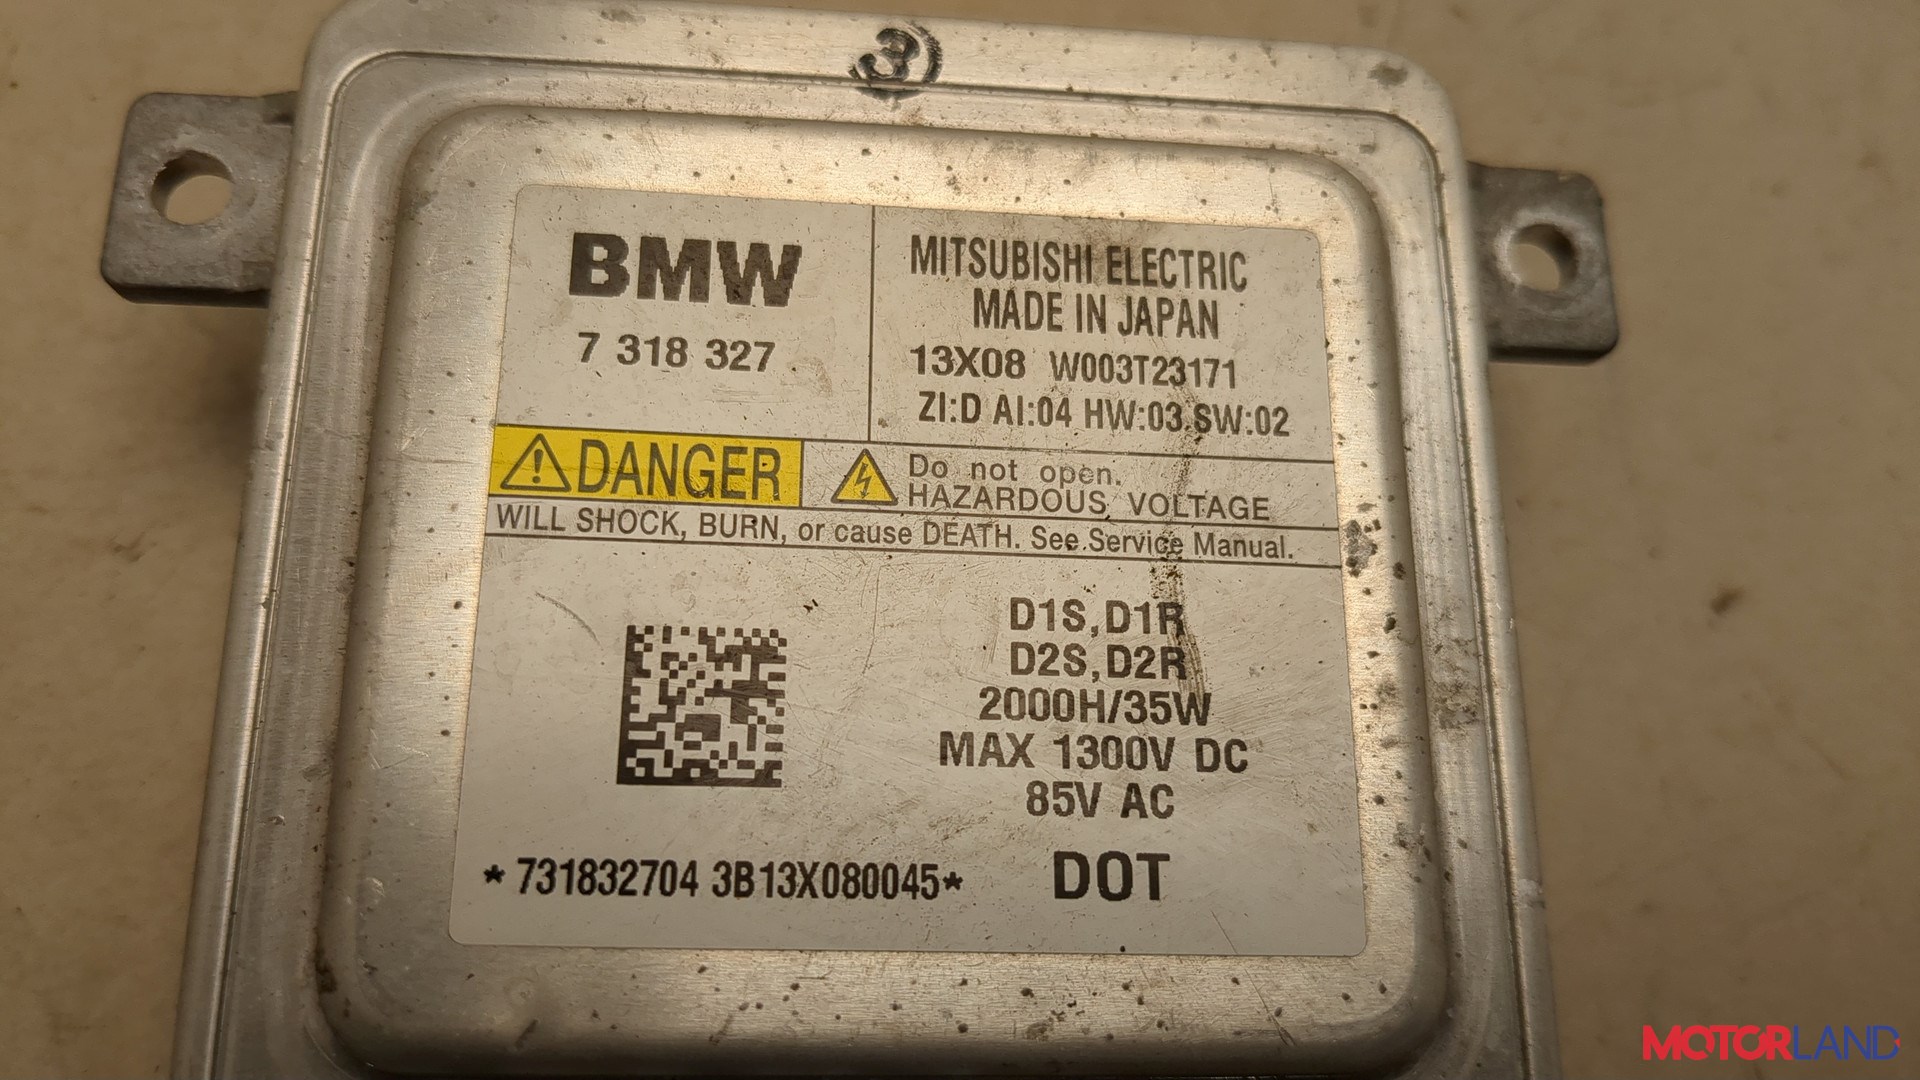 3
BMW
7 318 327
MITSUBISHI ELECTRIC
MADE IN JAPAN
13X08 W003T23171
ZI:D AI:04 HW:03 SW:02
DANGER
Do not open.
HAZARDOUS VOLTAGE
WILL SHOCK, BURN, or cause DEATH. See Service Manual.
D1S,D1R
D2S,D2R
2000H/35W
MAX 1300V DC
85V AC
*731832704 3B13X080045*
DOT
MOTORLAND